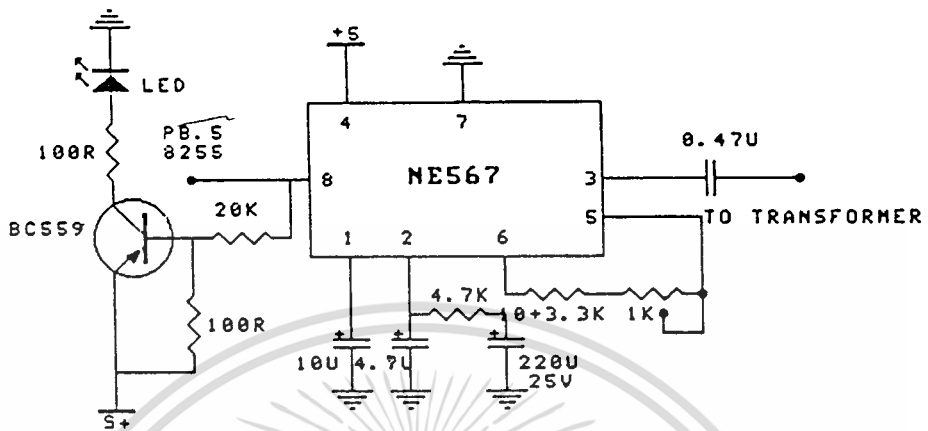 +5
LED
4
7
PB.5
8255
0.47U
100R
NE567
8
3
20K
5
TO TRANSFORMER
BC559
1
2
6
4.7K
10+3.3K
1K
100R
10U
4.7U
220U
25V
5+